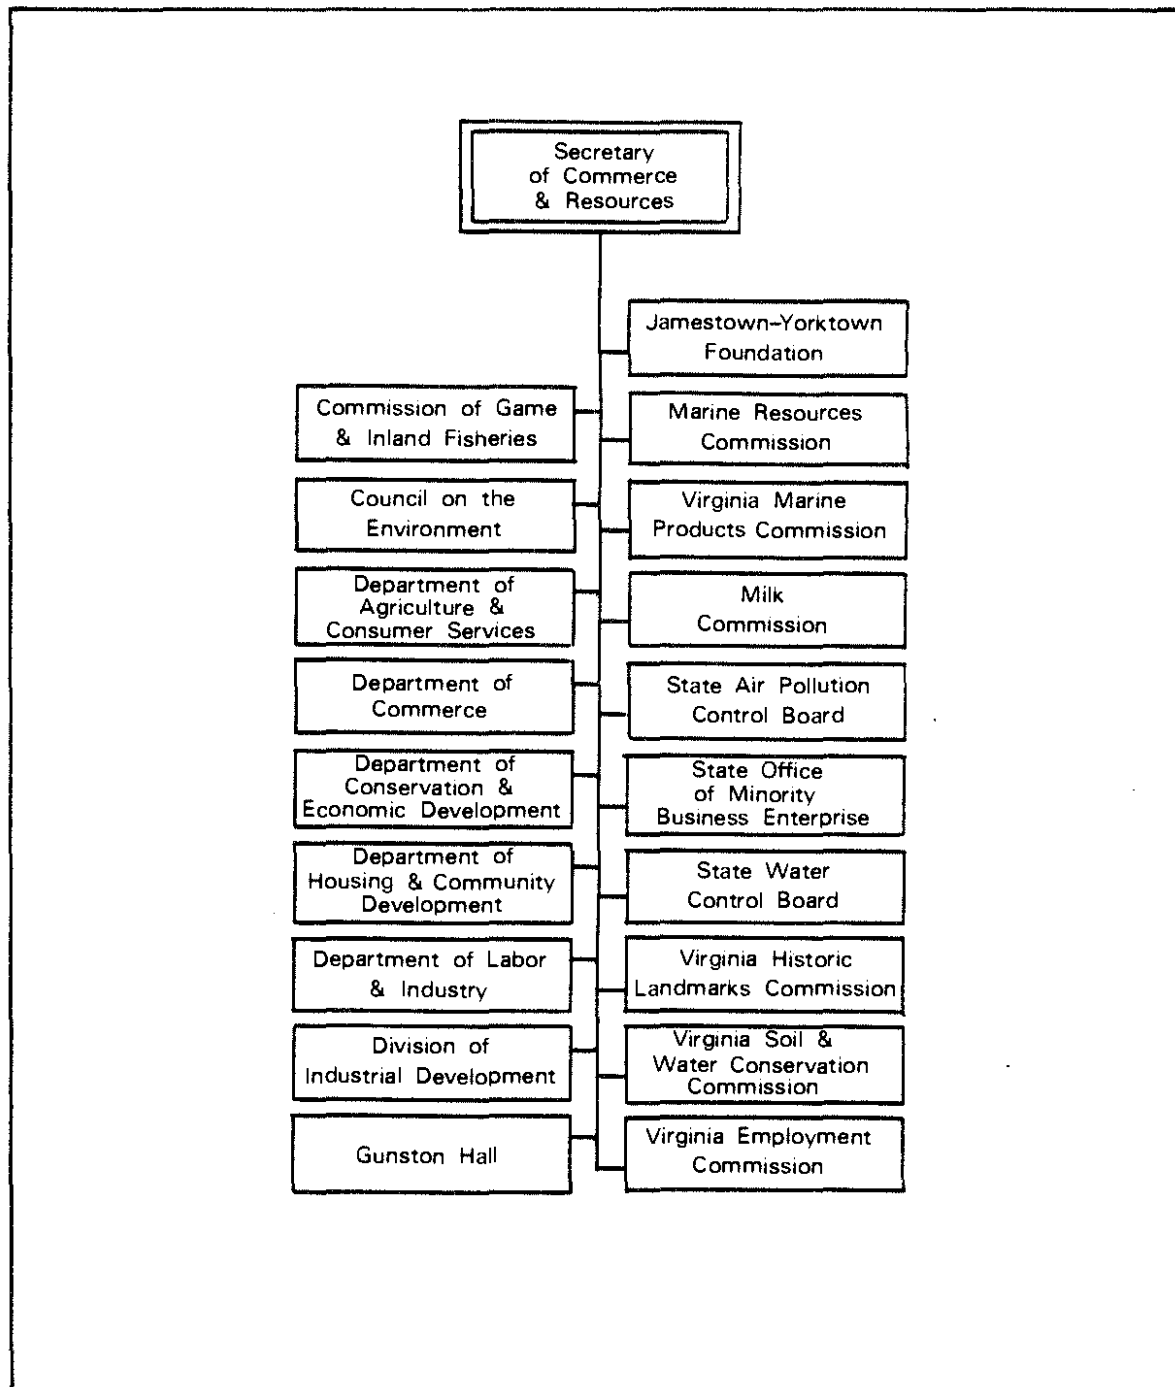 Secretary
of Commerce
& Resources
Jamestown-Yorktown
Foundation
Commission of Game
& Inland Fisheries
Marine Resources
Commission
Council on the
Environment
Virginia Marine
Products Commission
Department of
Agriculture &
Consumer Services
Milk
Commission
Department of
Commerce
State Air Pollution
Control Board
Department of
Conservation &
Economic Development
State Office
of Minority
Business Enterprise
Department of
Housing & Community
Development
State Water
Control Board
Department of Labor
& Industry
Virginia Historic
Landmarks Commission
Division of
Industrial Development
Virginia Soil &
Water Conservation
Commission
Gunston Hall
Virginia Employment
Commission